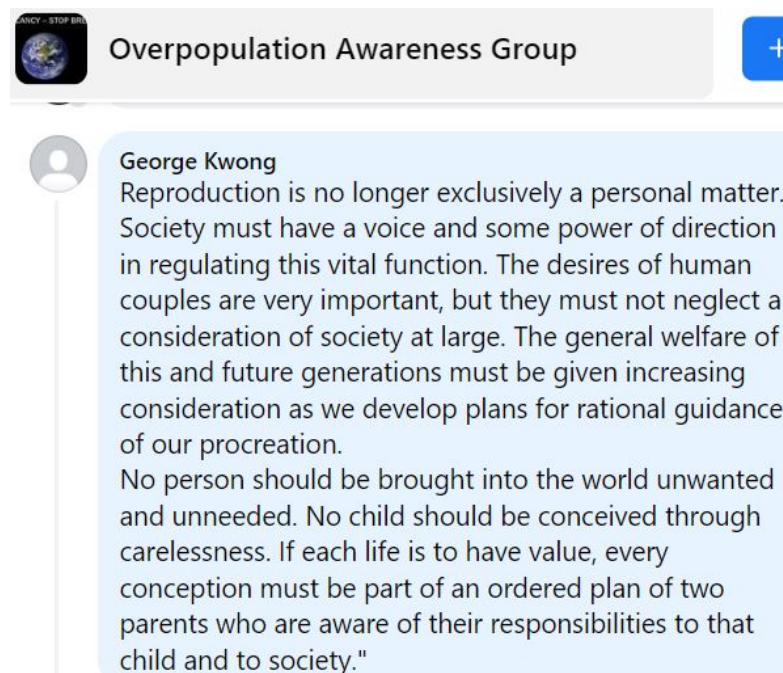 ANCY – STOP BRE
Overpopulation Awareness Group
+
George Kwong
Reproduction is no longer exclusively a personal matter.
Society must have a voice and some power of direction
in regulating this vital function. The desires of human
couples are very important, but they must not neglect a
consideration of society at large. The general welfare of
this and future generations must be given increasing
consideration as we develop plans for rational guidance
of our procreation.
No person should be brought into the world unwanted
and unneeded. No child should be conceived through
carelessness. If each life is to have value, every
conception must be part of an ordered plan of two
parents who are aware of their responsibilities to that
child and to society."